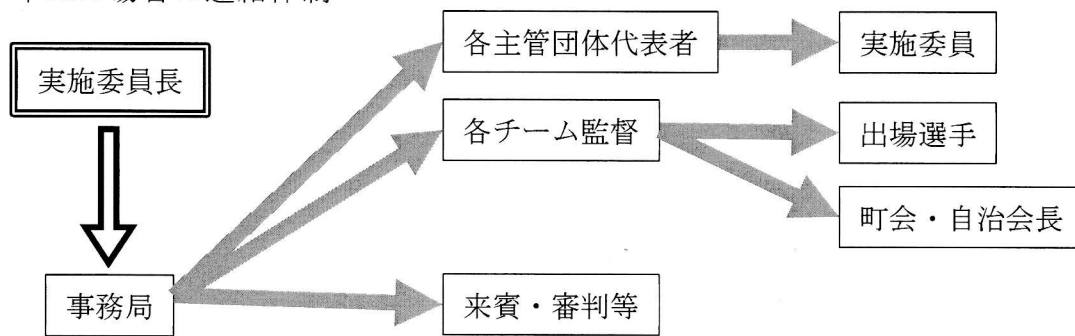 各主管団体代表者
実施委員
実施委員長
各チーム監督
出場選手
町会・自治会長
事務局
来賓・審判等